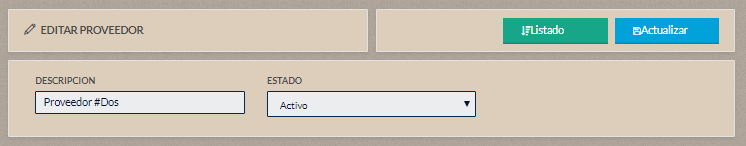 EDITAR PROVEEDOR
Listado
Actualizar
DESCRIPCION
ESTADO
Proveedor #Dos
Activo